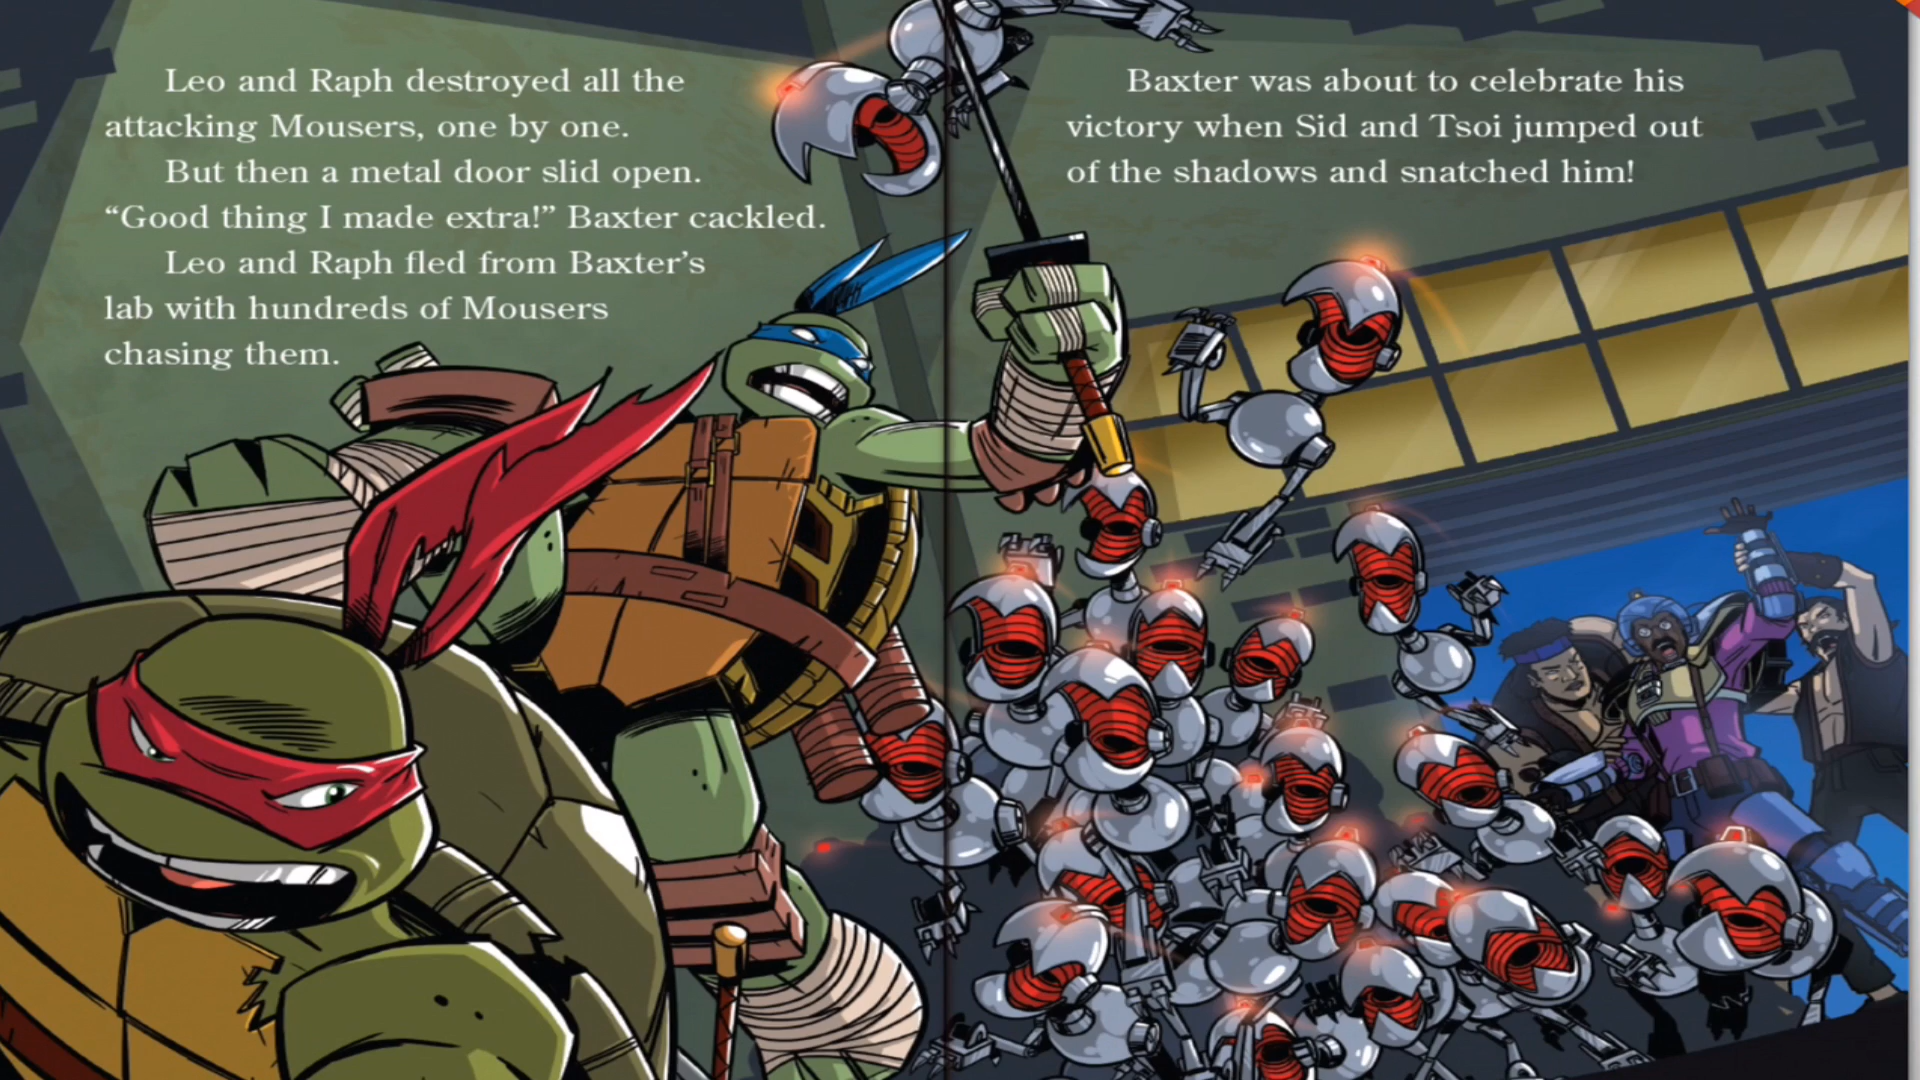 Leo and Raph destroyed all the
attacking Mousers, one by one.
But then a metal door slid open.
“Good thing I made extra!” Baxter cackled.
Leo and Raph fled from Baxter’s
lab with hundreds of Mousers
chasing them.
Baxter was about to celebrate his
victory when Sid and Tsoi jumped out
of the shadows and snatched him!